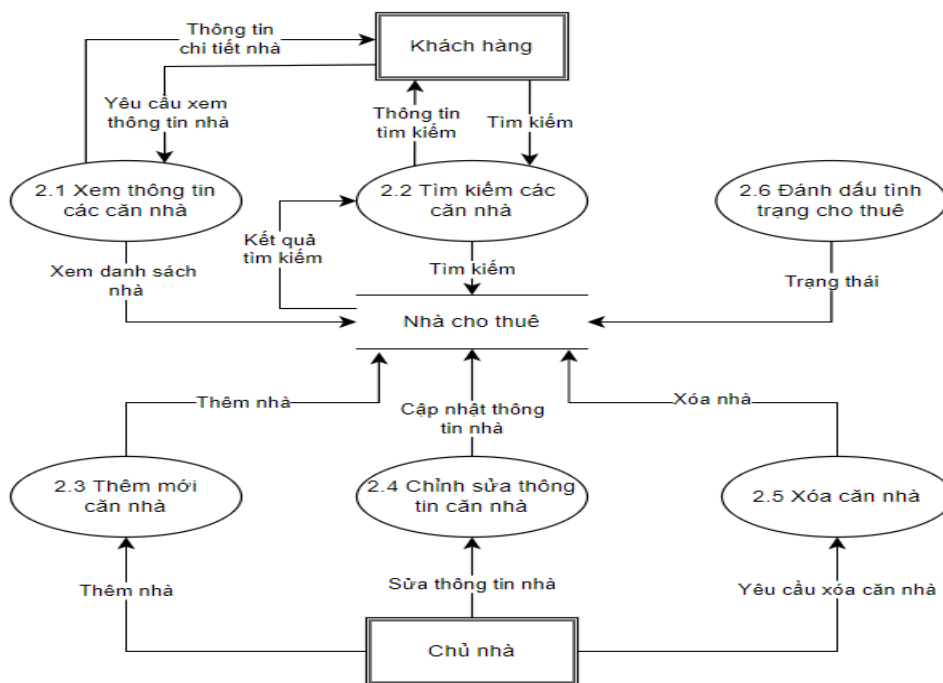 Thông tin
chi tiết nhà
Khách hàng
Yêu cầu xem
thông tin nhà
Thông tin
tìm kiếm
Tìm kiếm
2.1 Xem thông tin
các căn nhà
2.2 Tìm kiếm các
căn nhà
2.6 Đánh dấu tình
trạng cho thuê
Kết quả
tìm kiếm
Xem danh sách
nhà
Tìm kiếm
Trạng thái
Nhà cho thuê
Thêm nhà
Cập nhật thông
tin nhà
Xóa nhà
2.3 Thêm mới
căn nhà
2.4 Chỉnh sửa thông
tin căn nhà
2.5 Xóa căn nhà
Thêm nhà
Sửa thông tin nhà
Yêu cầu xóa căn nhà
Chủ nhà